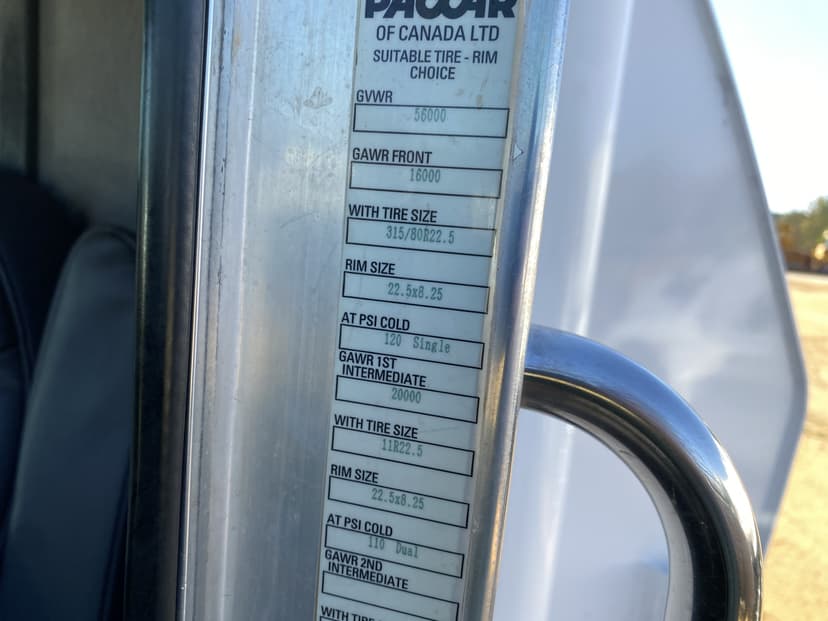 PACCAR
OF CANADA LTD
SUITABLE TIRE - RIM
CHOICE
GVWR
56000
GAWR FRONT
16000
WITH TIRE SIZE
315/80R22.5
RIM SIZE
22.5x8.25
AT PSI COLD
120 Single
GAWR 1ST
INTERMEDIATE
20000
WITH TIRE SIZE
11R22.5
RIM SIZE
22.5x8.25
AT PSI COLD
110 Dual
GAWR 2ND
INTERMEDIATE
WITH TIRE